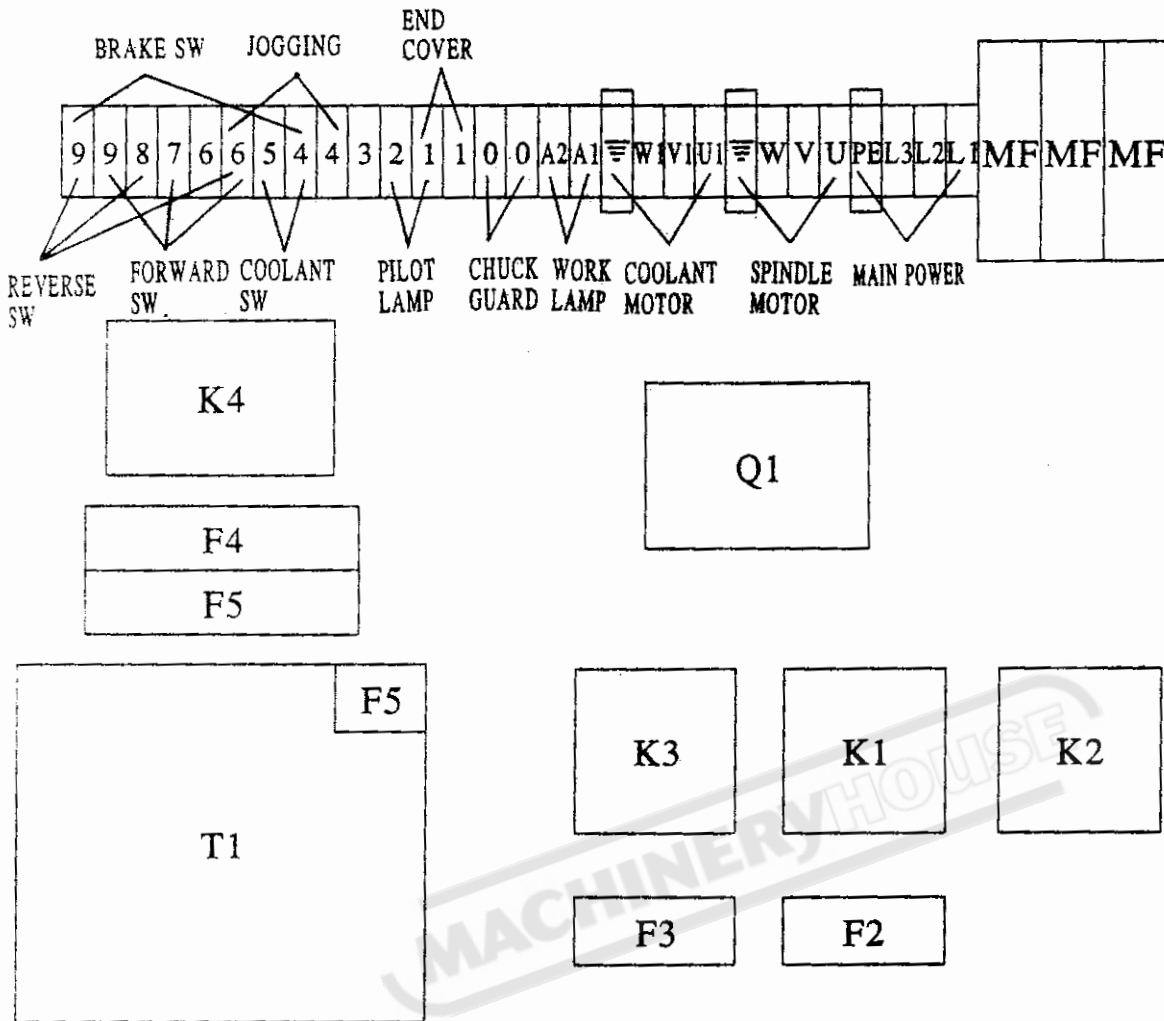 END
COVER
BRAKE SW JOGGING
9 9 8 7 6 6 5 4 4 3 2 1 1 0 0 A2 A1 W1 V1 U1 W V U PE L3 L2 L1 MF MF MF
REVERSE
SW
FORWARD
SW
COOLANT
SW
PILOT
LAMP
CHUCK
GUARD
WORK
LAMP
COOLANT
MOTOR
SPINDLE
MOTOR
MAIN POWER
K4
Q1
F4
F5
F5
K3 K1 K2
T1
F3 F2
MACHINERYHOUSE